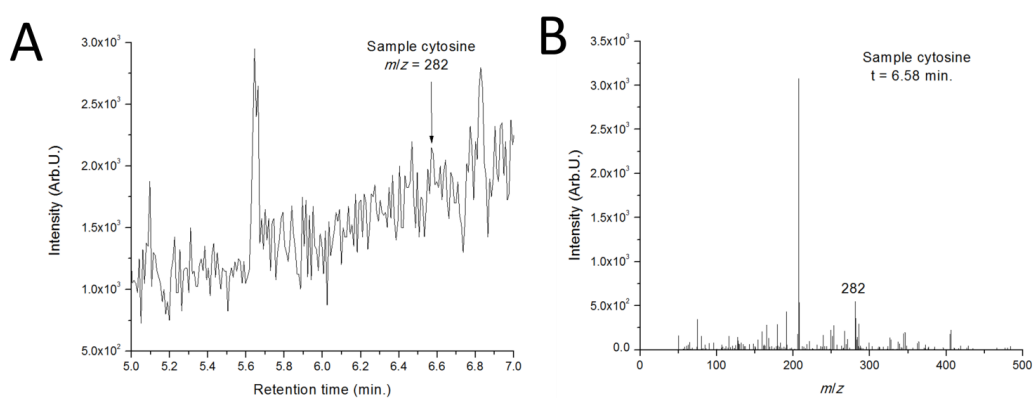 A
Intensity (Arb.U.)
3.0x10³
2.5x10³
2.0x10³
1.5x10³
1.0x10³
5.0x10²
Sample cytosine
m/z = 282
5.0 5.2 5.4 5.6 5.8 6.0 6.2 6.4 6.6 6.8 7.0
Retention time (min.)
B
Intensity (Arb.U.)
3.5x10³
3.0x10³
2.5x10³
2.0x10³
1.5x10³
1.0x10³
5.0x10²
0.0
Sample cytosine
t = 6.58 min.
282
0 100 200 300 400 500
m/z